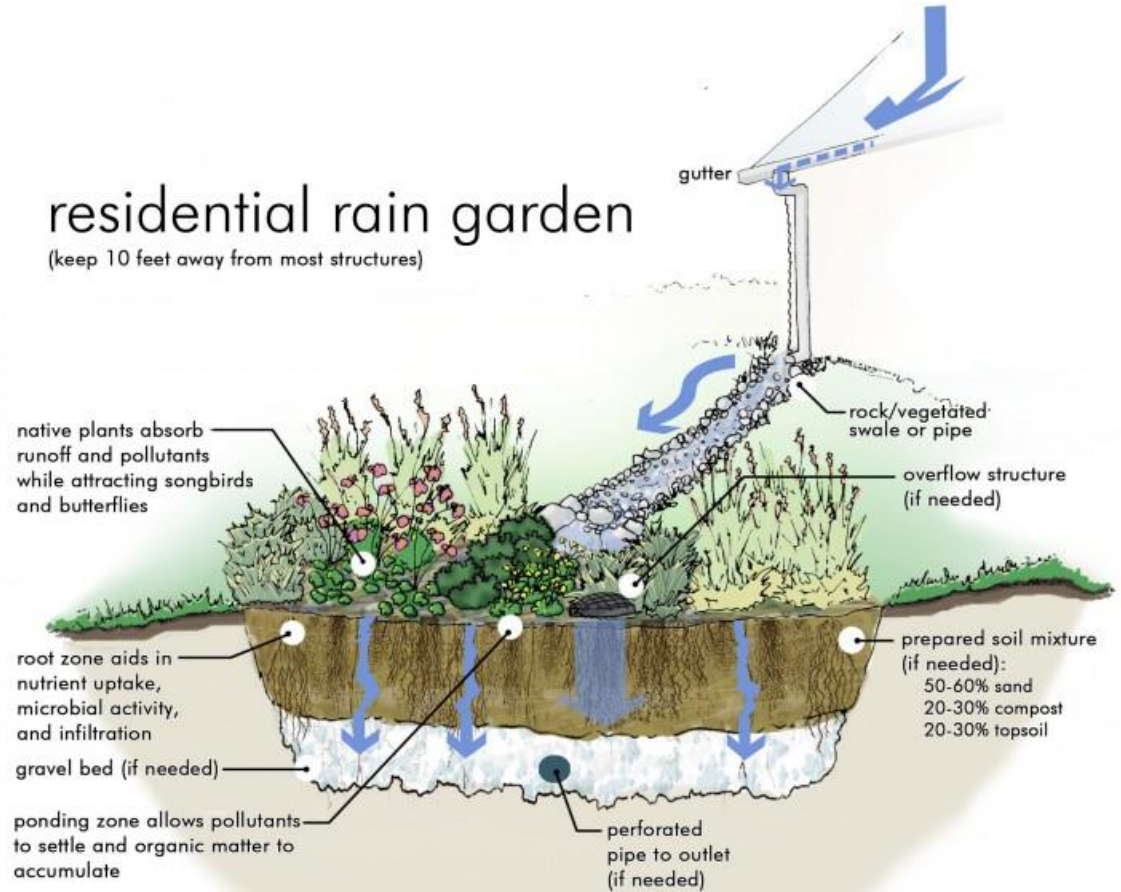 residential rain garden
(keep 10 feet away from most structures)
gutter
rock/vegetated
swale or pipe
overflow structure
(if needed)
native plants absorb
runoff and pollutants
while attracting songbirds
and butterflies
root zone aids in
nutrient uptake,
microbial activity,
and infiltration
gravel bed (if needed)
ponding zone allows pollutants
to settle and organic matter to
accumulate
prepared soil mixture
(if needed):
50-60% sand
20-30% compost
20-30% topsoil
perforated
pipe to outlet
(if needed)